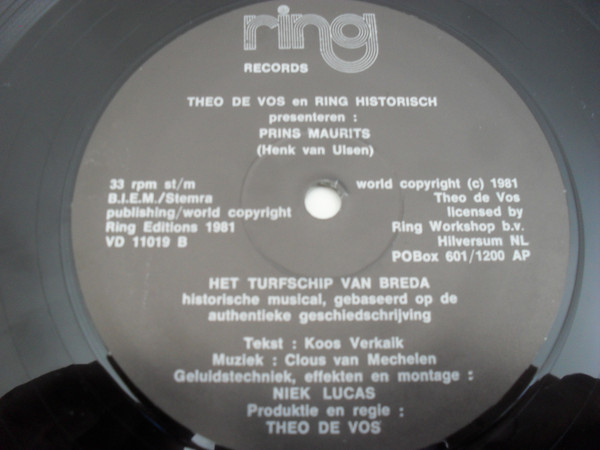 ring
RECORDS
THEO DE VOS en RING HISTORISCH
presenteren :
PRINS MAURITS
(Henk van Ulsen)
33 rpm st/m
B.I.E.M./Stemra
publishing/world copyright
Ring Editions 1981
VD 11019 B
world copyright (c) 1981
Theo de Vos
licensed by
Ring Workshop b.v.
Hilversum NL
POBox 601/1200 AP
HET TURFSCHIP VAN BREDA
historische musical, gebaseerd op de
authentieke geschiedschrijving
Tekst : Koos Verkaik
Muziek : Clous van Mechelen
Geluidstechniek, effekten en montage :
NIEK LUCAS
Produktie en regie :
THEO DE VOS